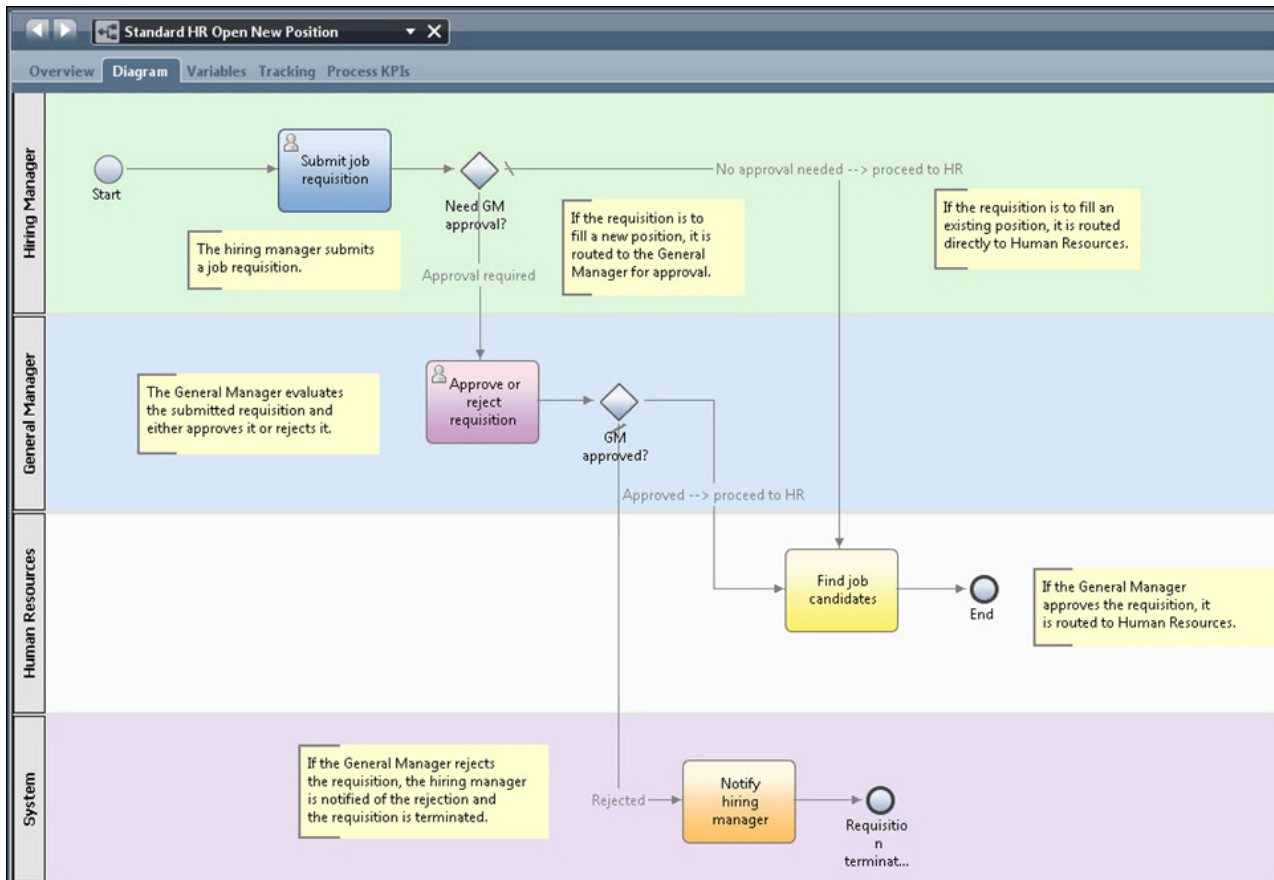 Standard HR Open New Position
Overview
Diagram
Variables
Tracking
Process KPIs
Hiring Manager
Start
Submit job
requisition
Need GM
approval?
No approval needed --> proceed to HR
The hiring manager submits
a job requisition.
Approval required
If the requisition is to
fill a new position, it is
routed to the General
Manager for approval.
If the requisition is to fill an
existing position, it is routed
directly to Human Resources.
General Manager
The General Manager evaluates
the submitted requisition and
either approves it or rejects it.
Approve or
reject
requisition
GM
approved?
Approved --> proceed to HR
Human Resources
Find job
candidates
End
If the General Manager
approves the requisition, it
is routed to Human Resources.
System
If the General Manager rejects
the requisition, the hiring manager
is notified of the rejection and
the requisition is terminated.
Rejected
Notify
hiring
manager
Requisitio
n
terminat...